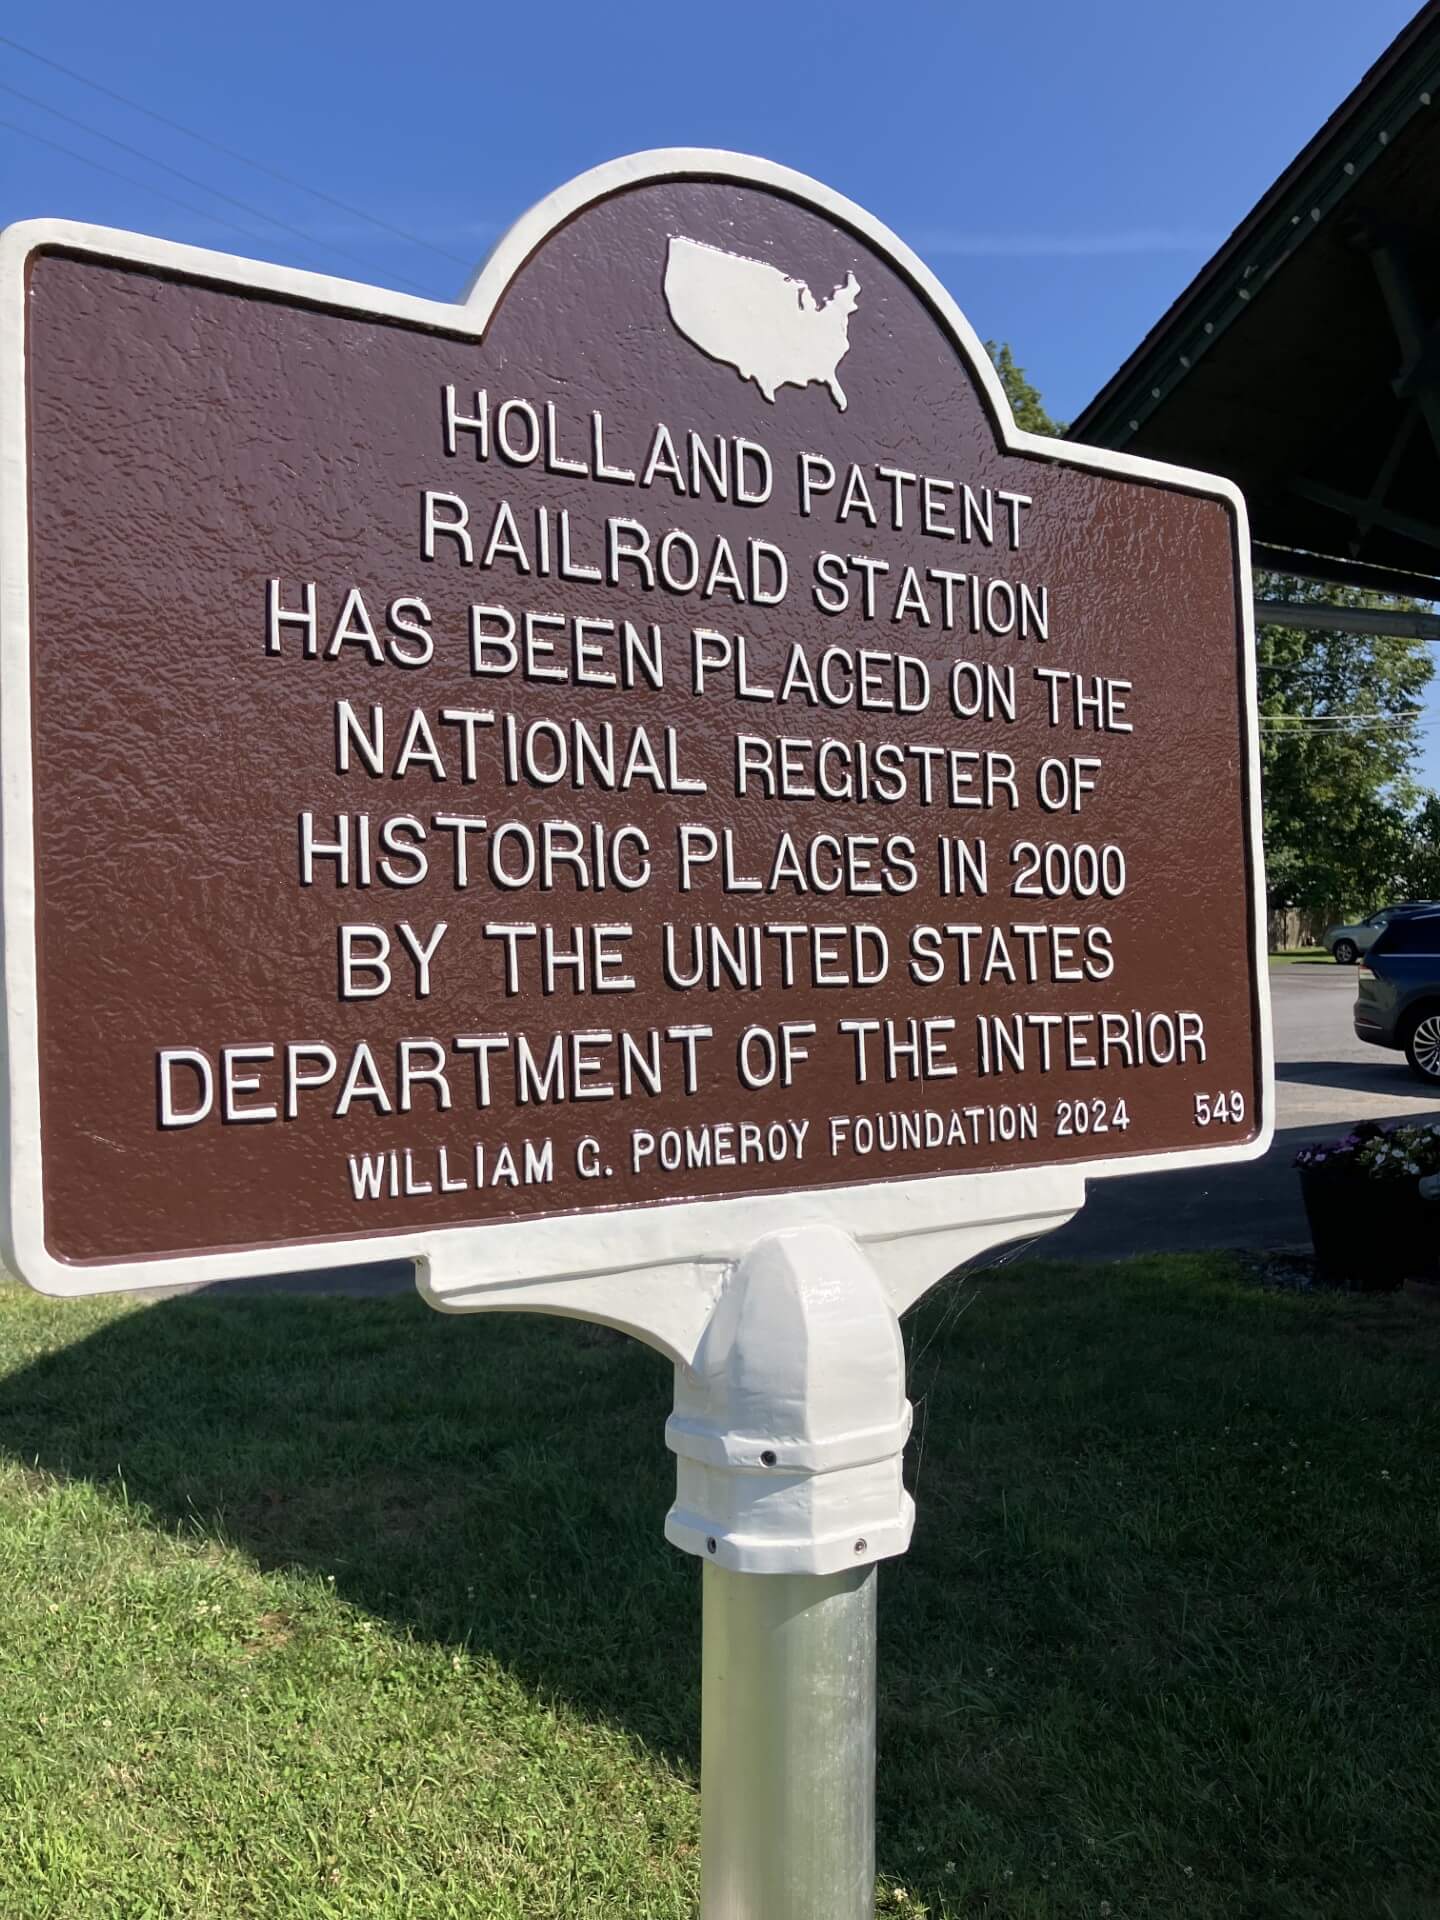 HOLLAND PATENT
RAILROAD STATION
HAS BEEN PLACED ON THE
NATIONAL REGISTER OF
HISTORIC PLACES IN 2000
BY THE UNITED STATES
DEPARTMENT OF THE INTERIOR
WILLIAM G. POMEROY FOUNDATION 2024 549